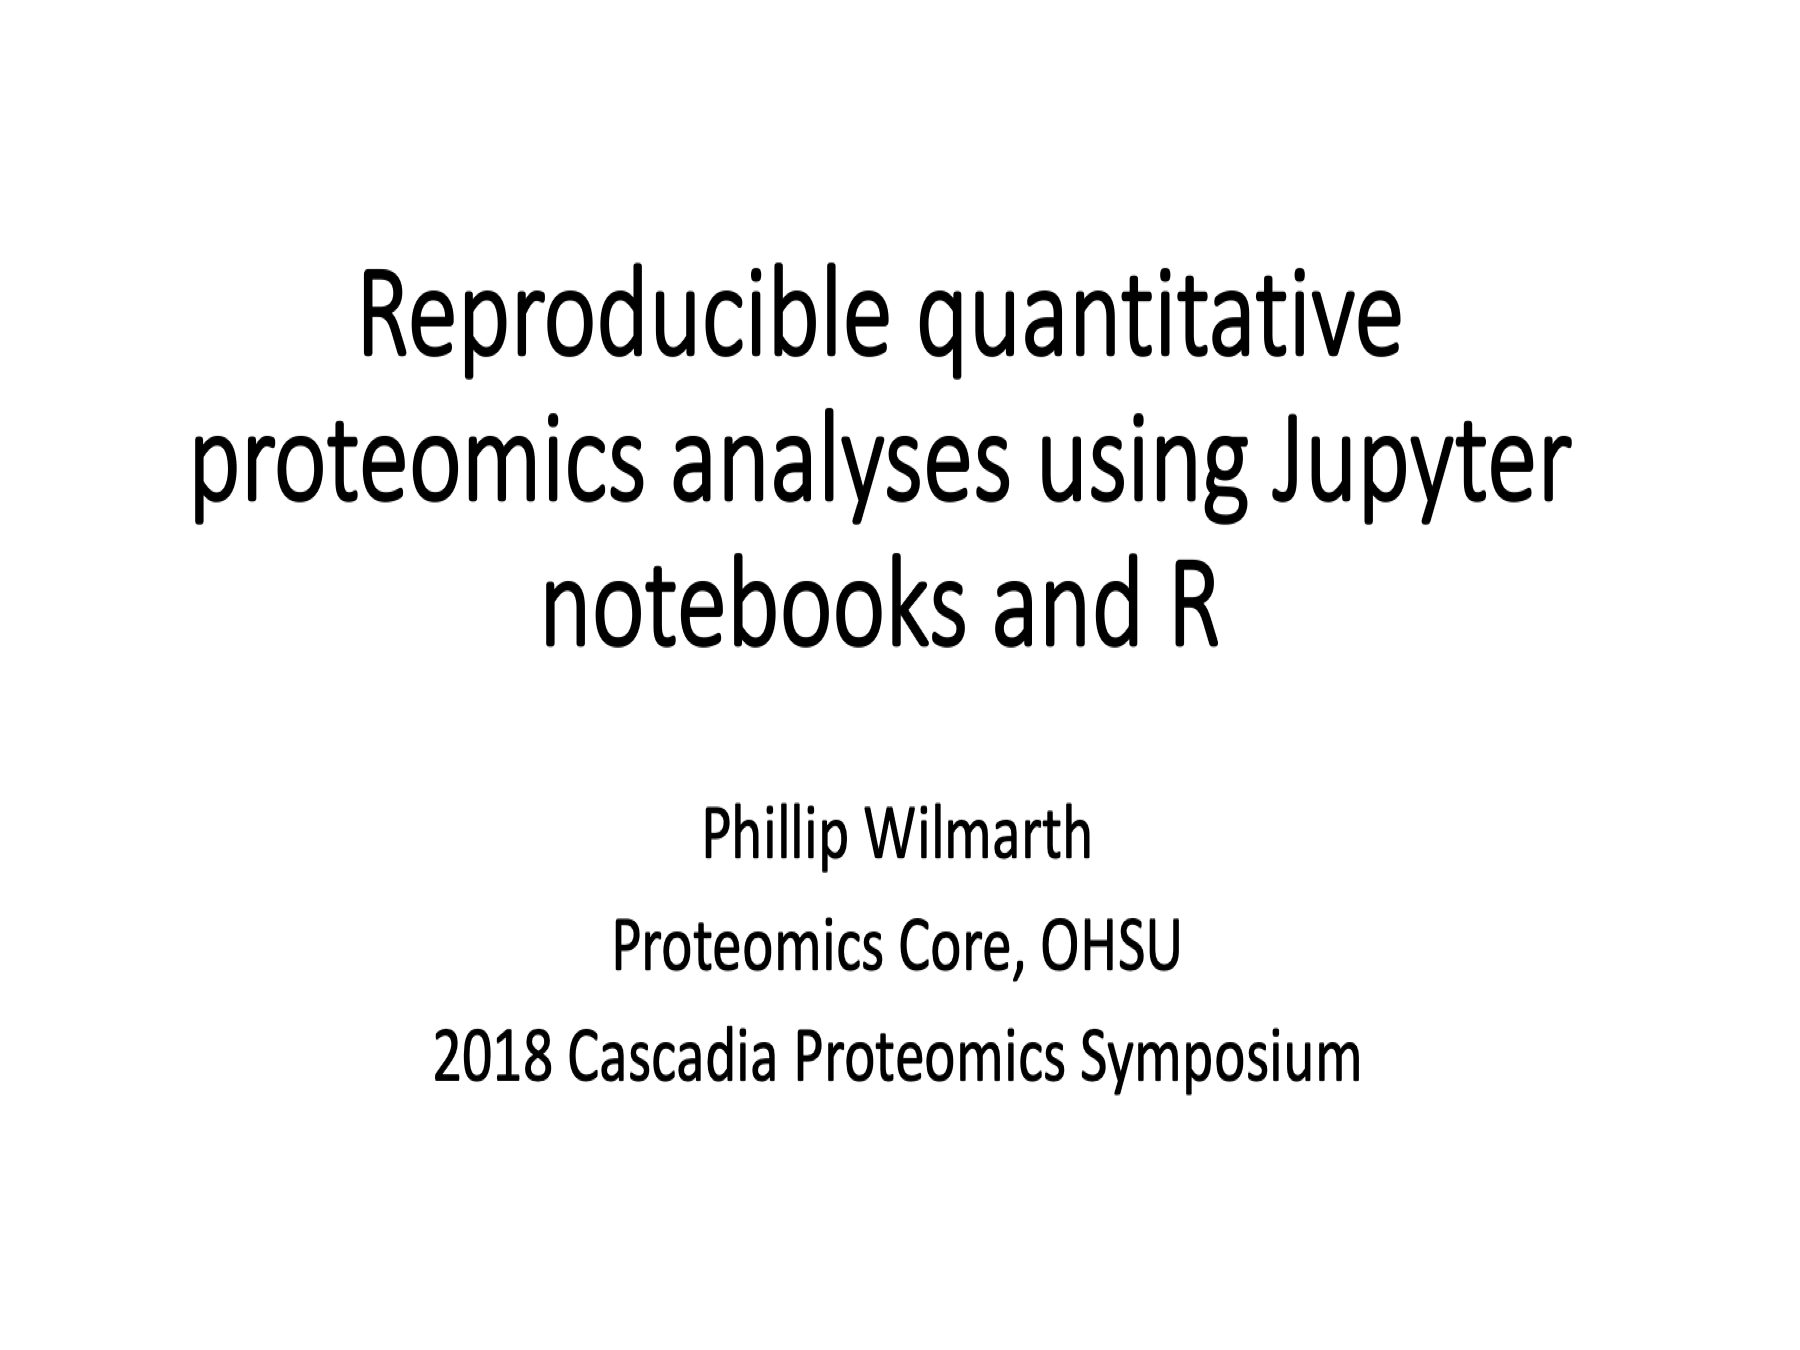 Reproducible quantitative
proteomics analyses using Jupyter
notebooks and R
Phillip Wilmarth
Proteomics Core, OHSU
2018 Cascadia Proteomics Symposium